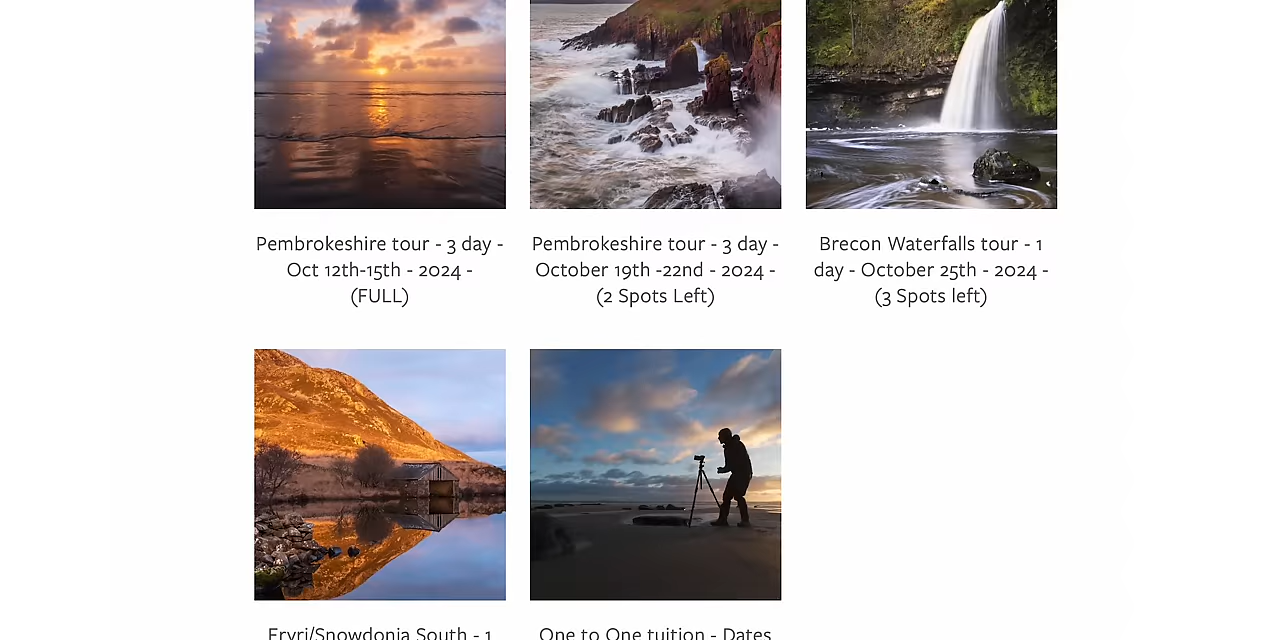 Pembrokeshire tour - 3 day -
Oct 12th-15th - 2024 -
(FULL)
Pembrokeshire tour - 3 day -
October 19th -22nd - 2024 -
(2 Spots Left)
Brecon Waterfalls tour - 1
day - October 25th - 2024 -
(3 Spots left)
Eryri/Snowdonia South - 1
One to One tuition - Dates